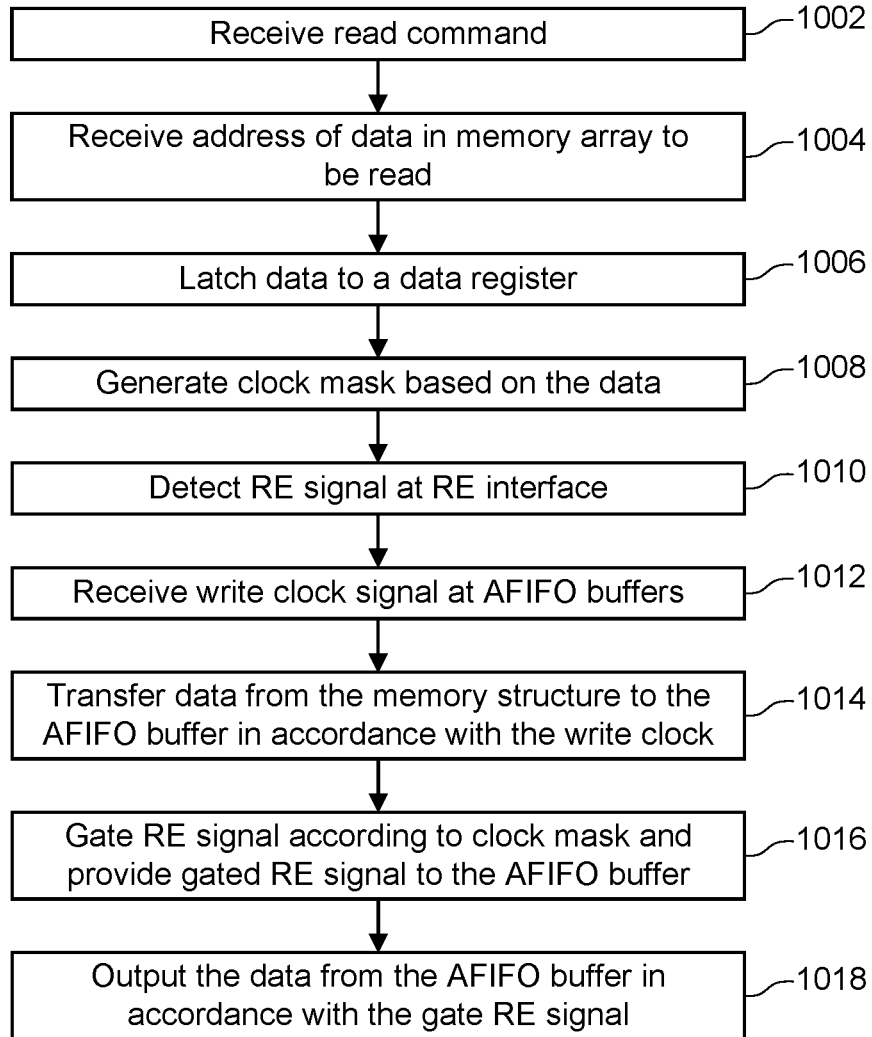 Receive read command
1002
Receive address of data in memory array to
be read
1004
Latch data to a data register
1006
Generate clock mask based on the data
1008
Detect RE signal at RE interface
1010
Receive write clock signal at AFIFO buffers
1012
Transfer data from the memory structure to the
AFIFO buffer in accordance with the write clock
1014
Gate RE signal according to clock mask and
provide gated RE signal to the AFIFO buffer
1016
Output the data from the AFIFO buffer in
accordance with the gate RE signal
1018